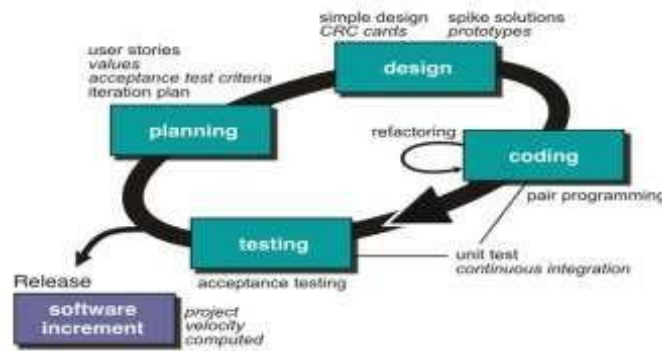 simple design
CRC cards
spike solutions
prototypes
user stories
values
acceptance test criteria
iteration plan
design
planning
refactoring
coding
pair programming
testing
unit test
continuous integration
acceptance testing
Release
software
increment
project
velocity
computed